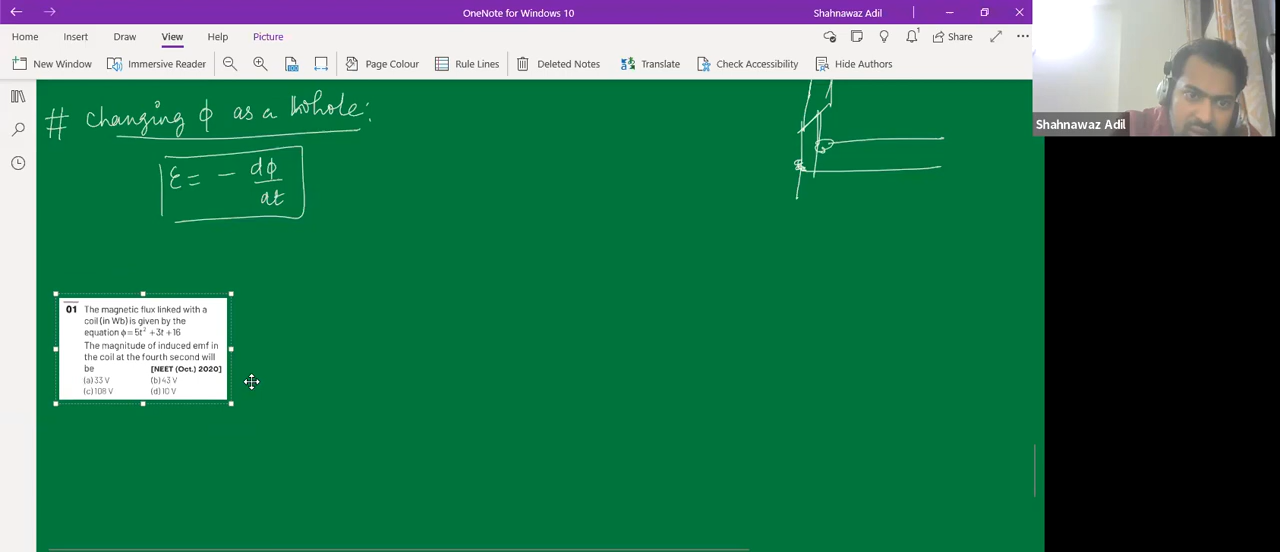 OneNote for Windows 10
Shahnawaz Adil
Home Insert Draw View Help Picture
Share
New Window Immersive Reader Page Colour Rule Lines Deleted Notes Translate Check Accessibility Hide Authors
# Changing ϕ as a whole:
ε = - dϕ/dt
Shahnawaz Adil
01 The magnetic flux linked with a
coil (in Wb) is given by the
equation ϕ = 5t² + 3t + 16
The magnitude of induced emf in
the coil at the fourth second will
be [NEET (Oct.) 2020]
(a) 33 V (b) 43 V
(c) 108 V (d) 10 V